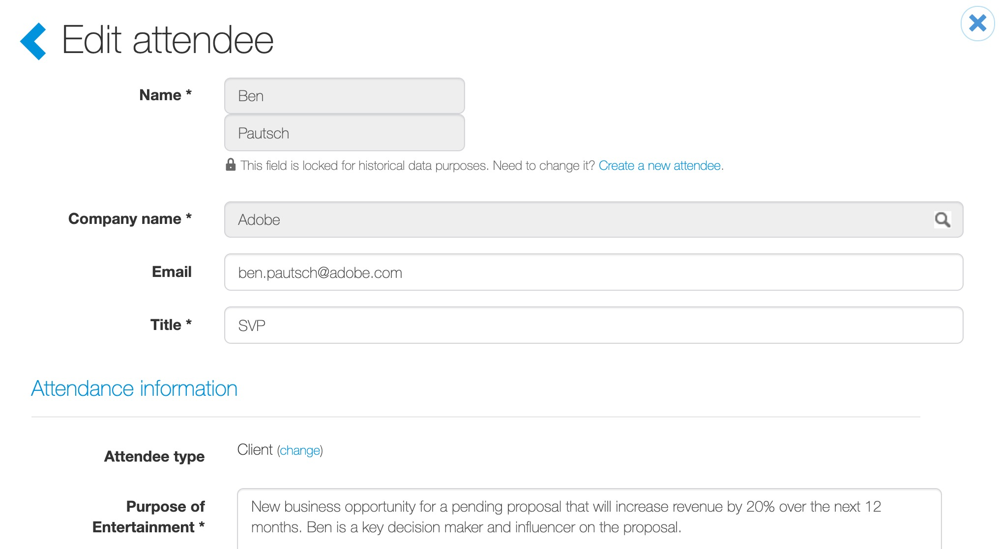 Edit attendee
Name *
Ben
Pautsch
This field is locked for historical data purposes. Need to change it? Create a new attendee.
Company name *
Adobe
Email
ben.pautsch@adobe.com
Title *
SVP
Attendance information
Attendee type
Client (change)
Purpose of
Entertainment *
New business opportunity for a pending proposal that will increase revenue by 20% over the next 12
months. Ben is a key decision maker and influencer on the proposal.